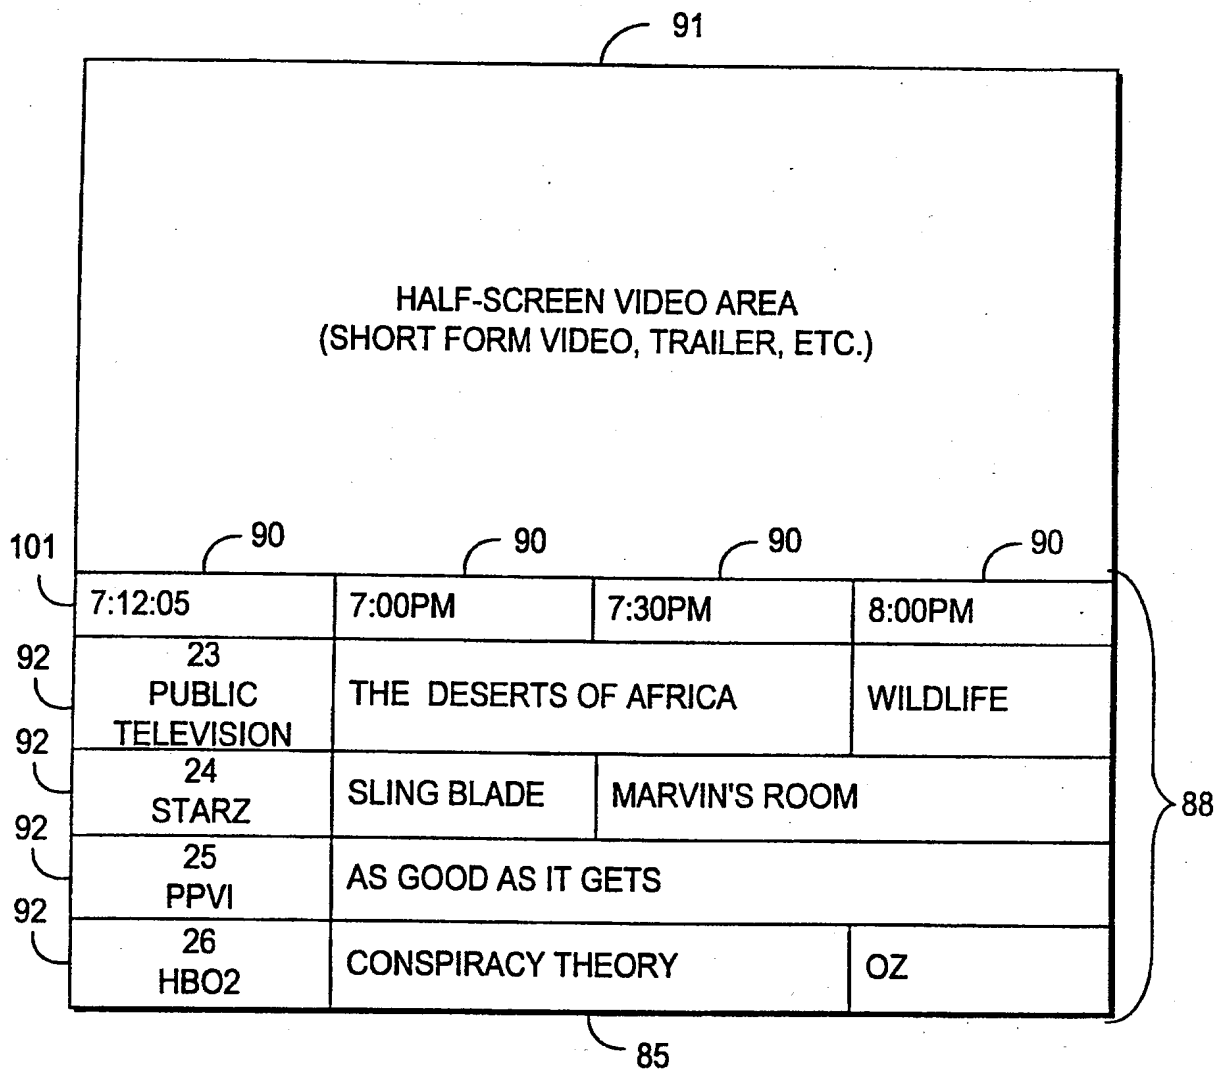 91
HALF-SCREEN VIDEO AREA
(SHORT FORM VIDEO, TRAILER, ETC.)
101
90
90
90
90
7:12:05
7:00PM
7:30PM
8:00PM
92
23
PUBLIC
TELEVISION
THE DESERTS OF AFRICA
WILDLIFE
92
24
STARZ
SLING BLADE
MARVIN'S ROOM
88
92
25
PPVI
AS GOOD AS IT GETS
92
26
HBO2
CONSPIRACY THEORY
OZ
85